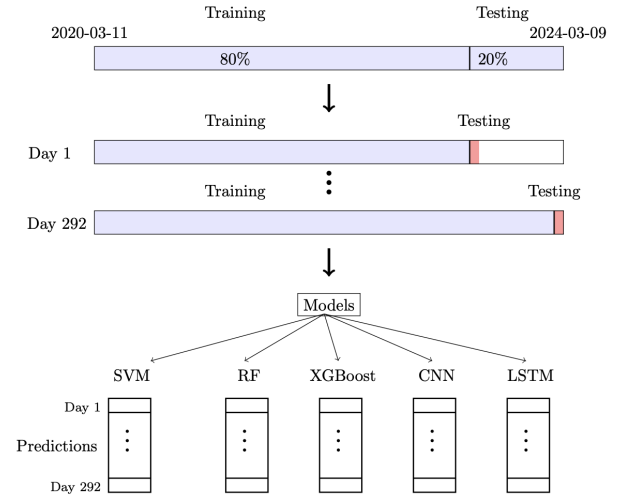 Training Testing
2020-03-11 2024-03-09
80% 20%
Training Testing
Day 1
Training Testing
Day 292
Models
SVM RF XGBoost CNN LSTM
Day 1
Predictions
Day 292